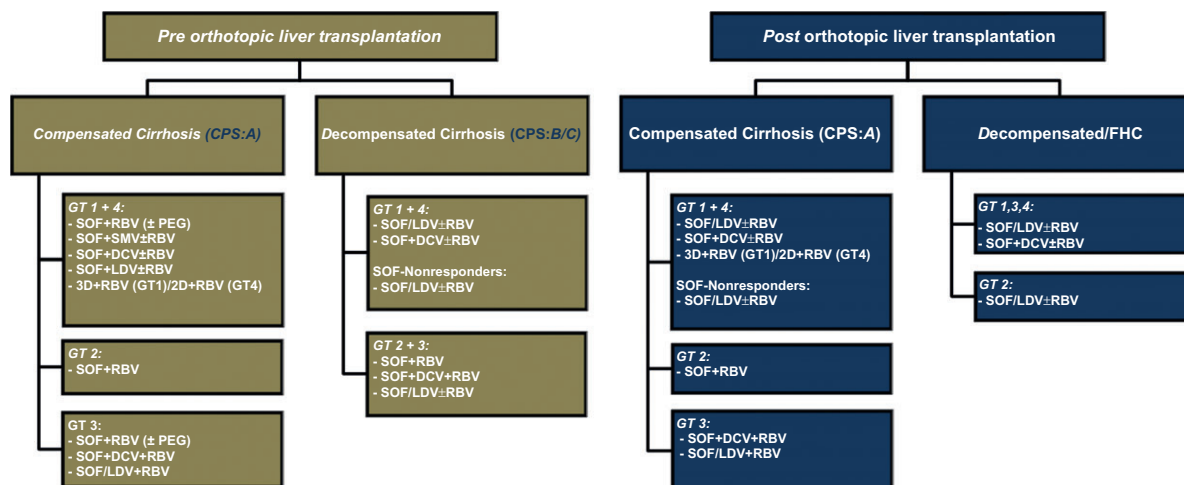 Pre orthotopic liver transplantation
Compensated Cirrhosis (CPS:A)
GT 1 + 4:
- SOF+RBV (± PEG)
- SOF+SMV±RBV
- SOF+DCV±RBV
- SOF+LDV±RBV
- 3D+RBV (GT1)/2D+RBV (GT4)
GT 2:
- SOF+RBV
GT 3:
- SOF+RBV (± PEG)
- SOF+DCV+RBV
- SOF/LDV+RBV
Decompensated Cirrhosis (CPS:B/C)
GT 1 + 4:
- SOF/LDV±RBV
- SOF+DCV±RBV
SOF-Nonresponders:
- SOF/LDV±RBV
GT 2 + 3:
- SOF+RBV
- SOF+DCV+RBV
- SOF/LDV±RBV
Post orthotopic liver transplantation
Compensated Cirrhosis (CPS:A)
GT 1 + 4:
- SOF/LDV±RBV
- SOF+DCV±RBV
- 3D+RBV (GT1)/2D+RBV (GT4)
SOF-Nonresponders:
- SOF/LDV±RBV
GT 2:
- SOF+RBV
GT 3:
- SOF+DCV+RBV
- SOF/LDV+RBV
Decompensated/FHC
GT 1,3,4:
- SOF/LDV±RBV
- SOF+DCV±RBV
GT 2:
- SOF/LDV±RBV